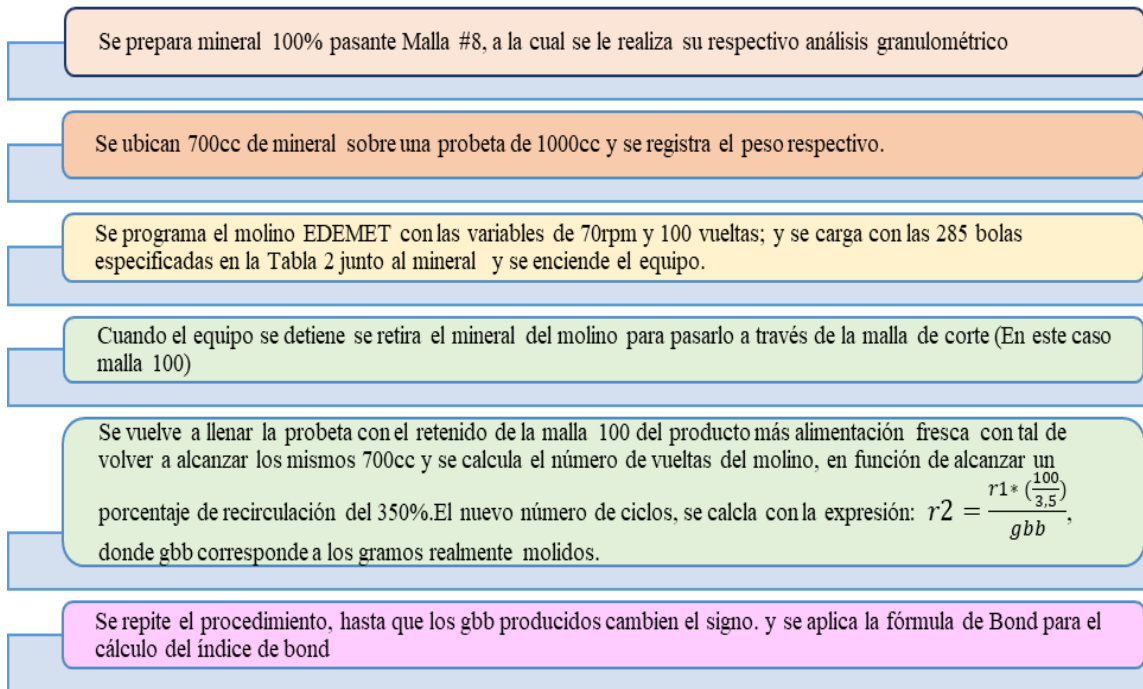 Se prepara mineral 100% pasante Malla #8, a la cual se le realiza su respectivo análisis granulométrico
Se ubican 700cc de mineral sobre una probeta de 1000cc y se registra el peso respectivo.
Se programa el molino EDEMET con las variables de 70rpm y 100 vueltas; y se carga con las 285 bolas
especificadas en la Tabla 2 junto al mineral y se enciende el equipo.
Cuando el equipo se detiene se retira el mineral del molino para pasarlo a través de la malla de corte (En este caso
malla 100)
Se vuelve a llenar la probeta con el retenido de la malla 100 del producto más alimentación fresca con tal de
volver a alcanzar los mismos 700cc y se calcula el número de vueltas del molino, en función de alcanzar un
porcentaje de recirculación del 350%.El nuevo número de ciclos, se calcla con la expresión: r2 = r1*(100/3,5)/gbb,
donde gbb corresponde a los gramos realmente molidos.
Se repite el procedimiento, hasta que los gbb producidos cambien el signo. y se aplica la fórmula de Bond para el
cálculo del índice de bond